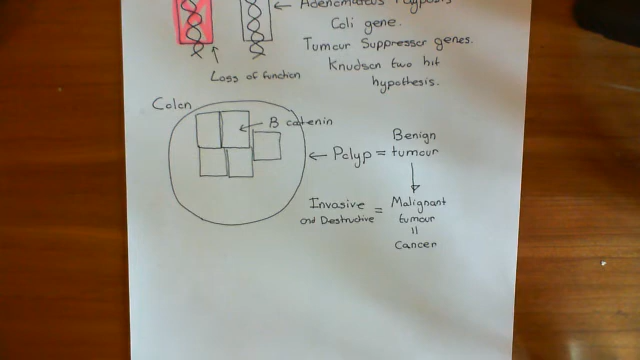 Adenomatous Polyposis
Coli gene.
Tumour Suppressor genes.
Knudson two hit
hypothesis.
Loss of function
Colon
B catenin
Polyp = Benign
tumour
Invasive
and Destructive
= Malignant
tumour
=
Cancer